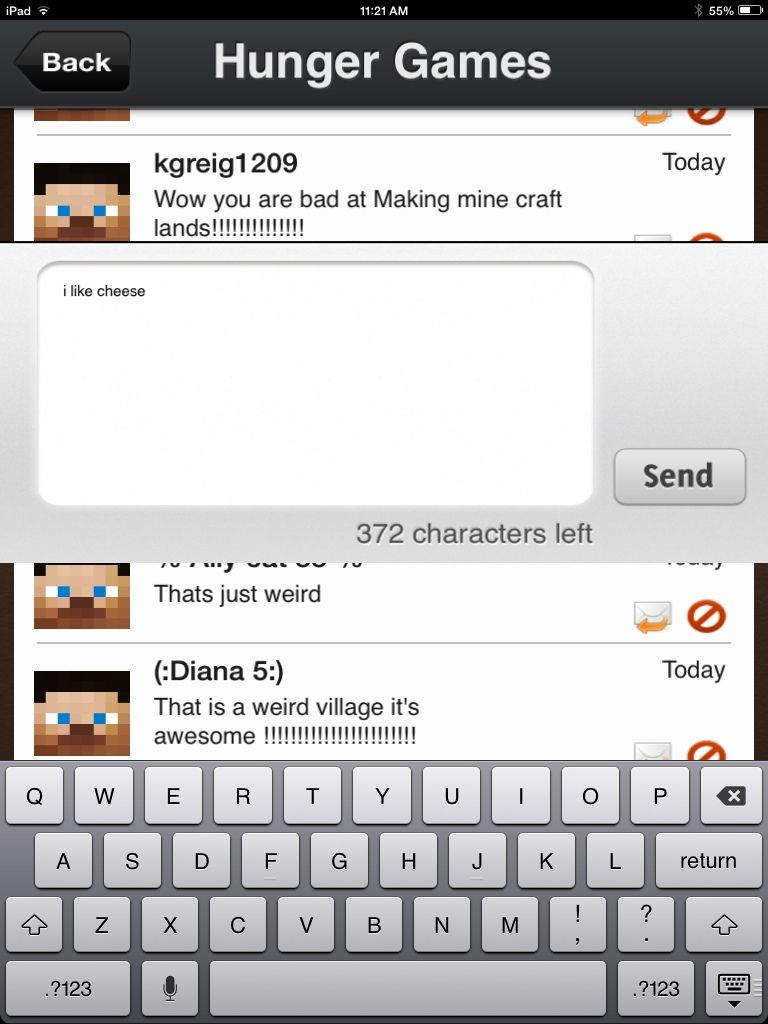 iPad 11:21 AM 55%
Back Hunger Games
kgreig1209 Today
Wow you are bad at Making mine craft
lands!!!!!!!!!!!!!!
i like cheese
Send
372 characters left
Thats just weird
(:Diana 5:) Today
That is a weird village it's
awesome !!!!!!!!!!!!!!!!!!!!!!!
Q W E R T Y U I O P
A S D F G H J K L return
Z X C V B N M ! , ? .
.?123 .?123